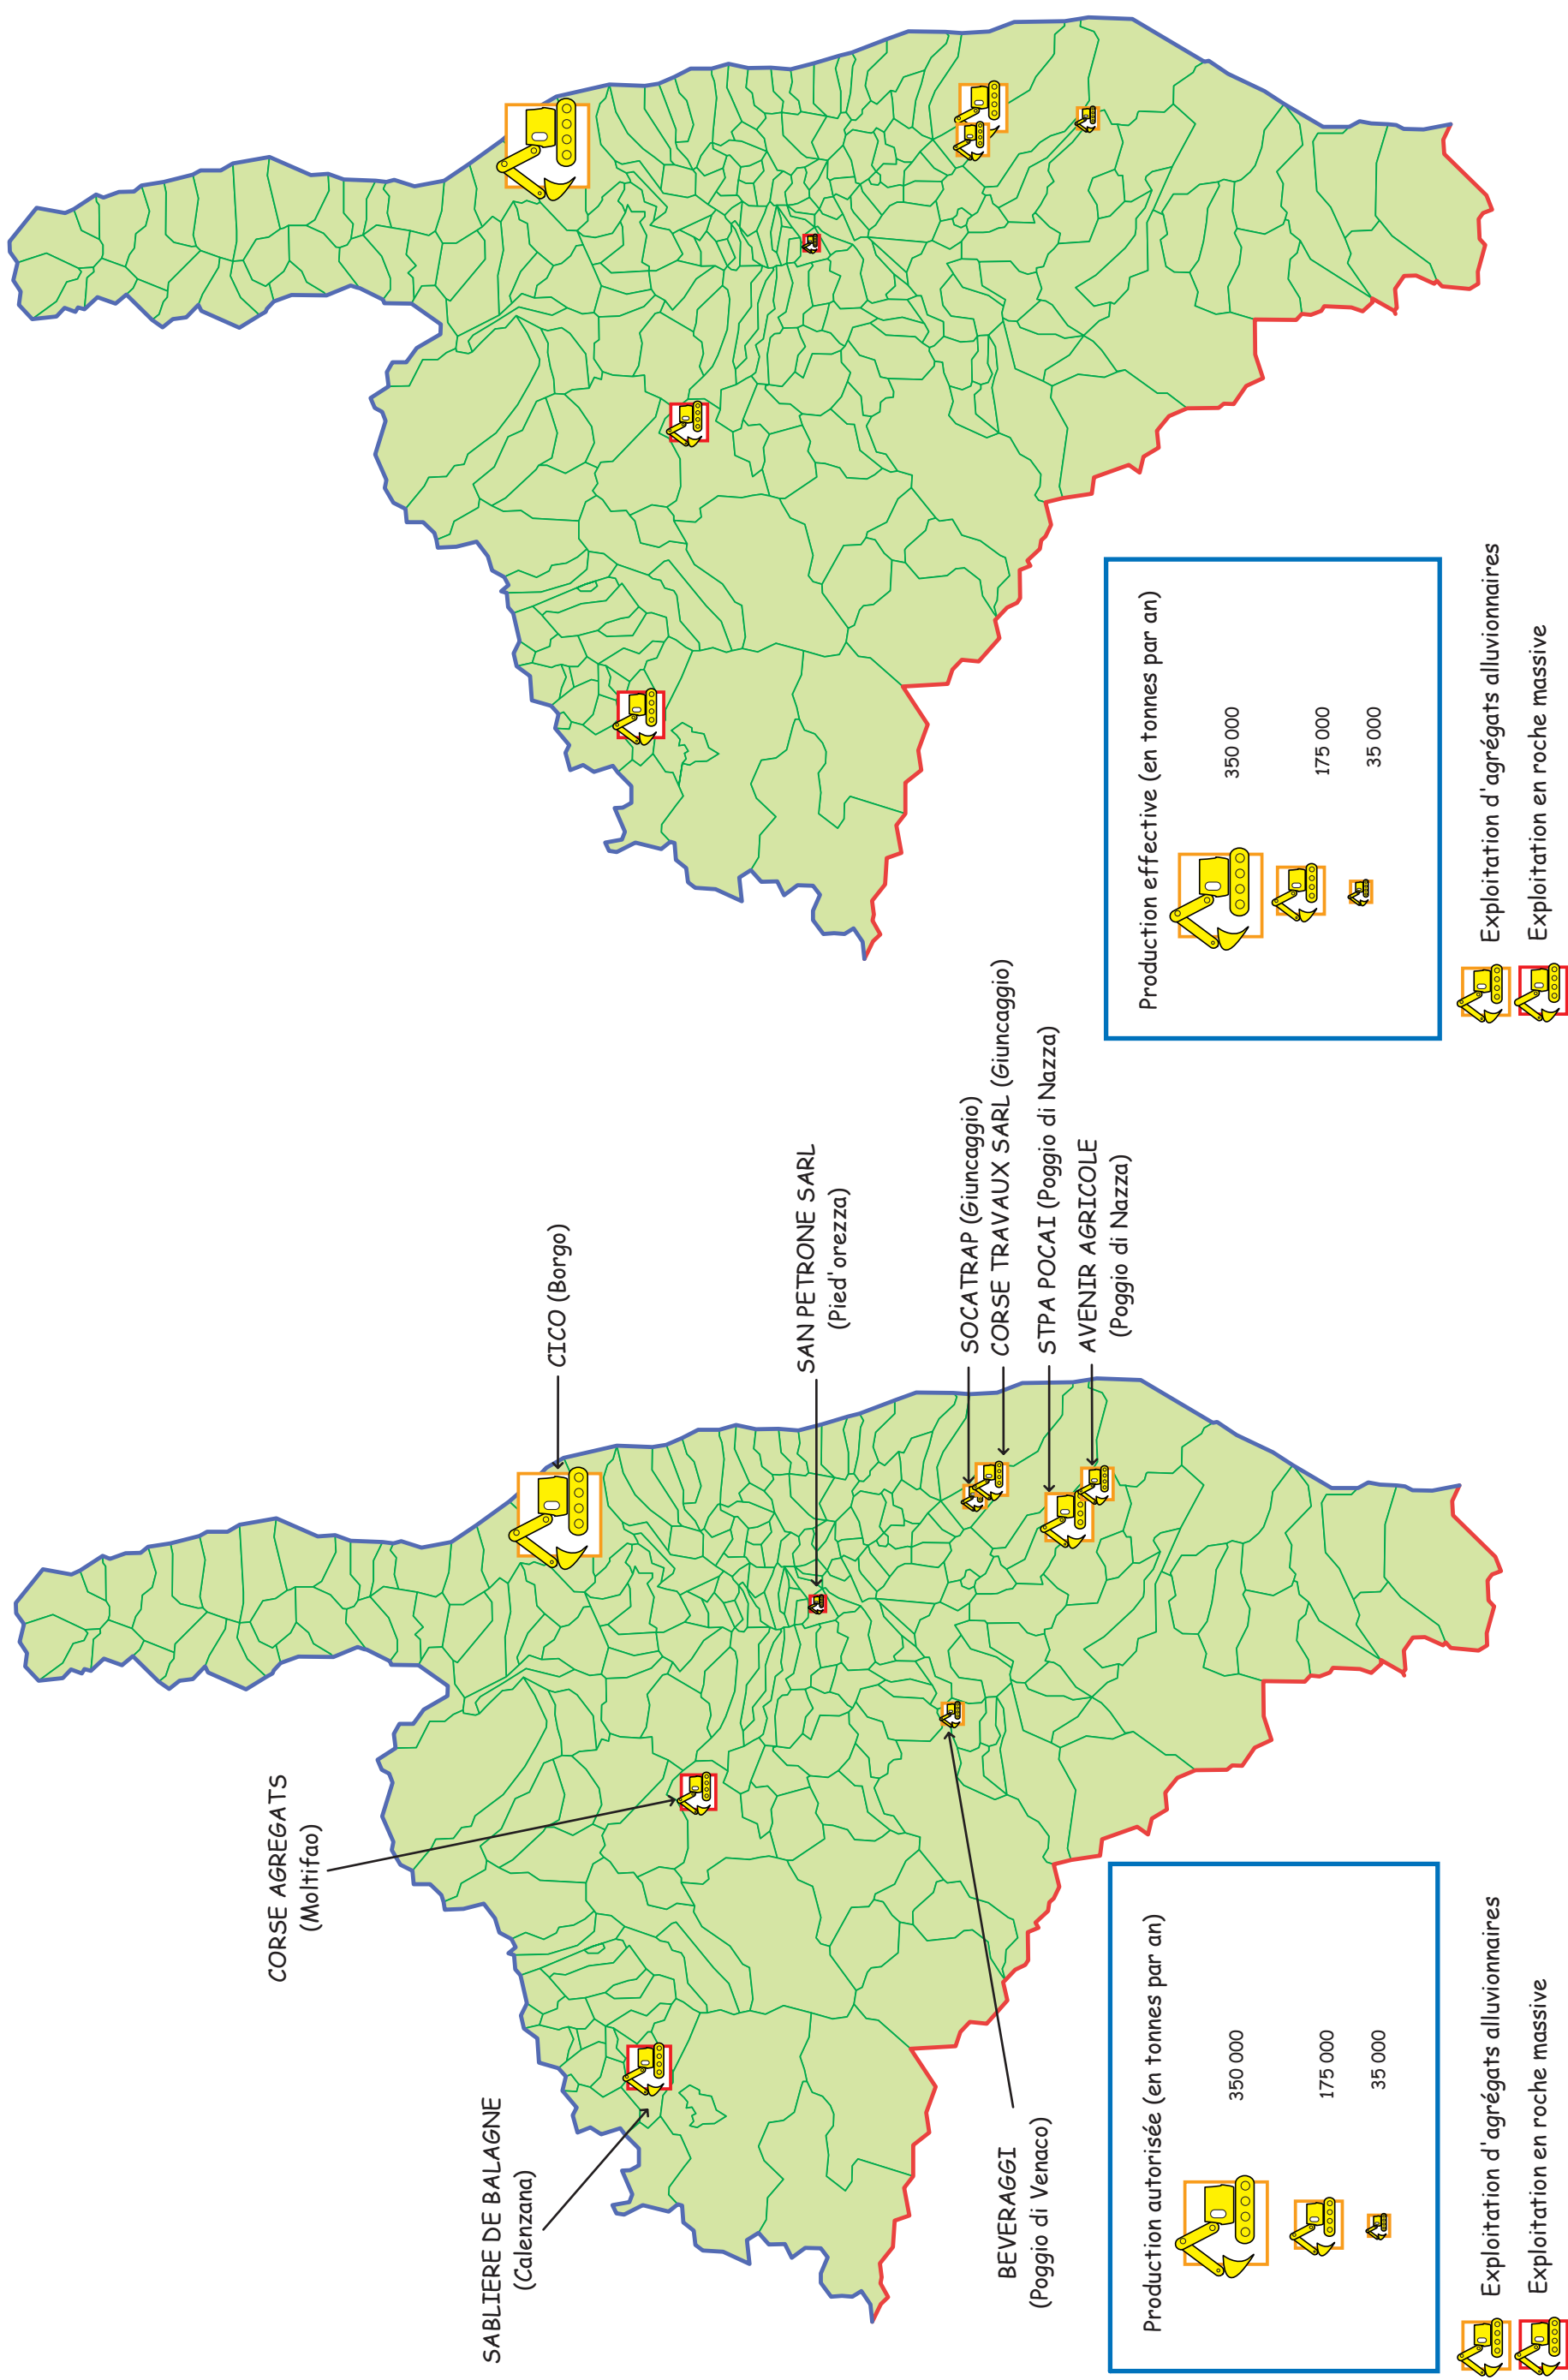 SABLIERE DE BALAGNE
(Calenzana)
CORSE AGREGATS
(Moltifao)
CICO (Borgo)
SAN PETRONE SARL
(Pied'orezza)
SOCATRAP (Giuncaggio)
CORSE TRAVAUX SARL (Giuncaggio)
STPA POCAI (Poggio di Nazza)
AVENIR AGRICOLE
(Poggio di Nazza)
BEVERAGGI
(Poggio di Venaco)
Production autorisée (en tonnes par an)
350 000
175 000
35 000
Exploitation d'agrégats alluvionnaires
Exploitation en roche massive
Production effective (en tonnes par an)
350 000
175 000
35 000
Exploitation d'agrégats alluvionnaires
Exploitation en roche massive